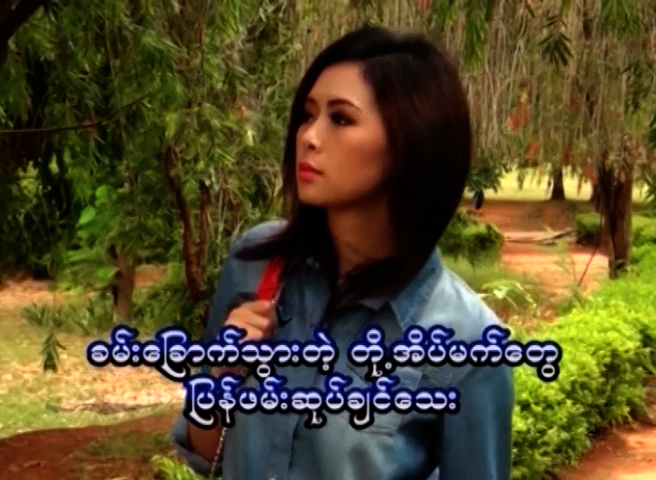 ခမ်းခြောက်သွားတဲ့ တို့အိပ်မက်တွေ
ပြန်ဖမ်းဆုပ်ချင်သေး